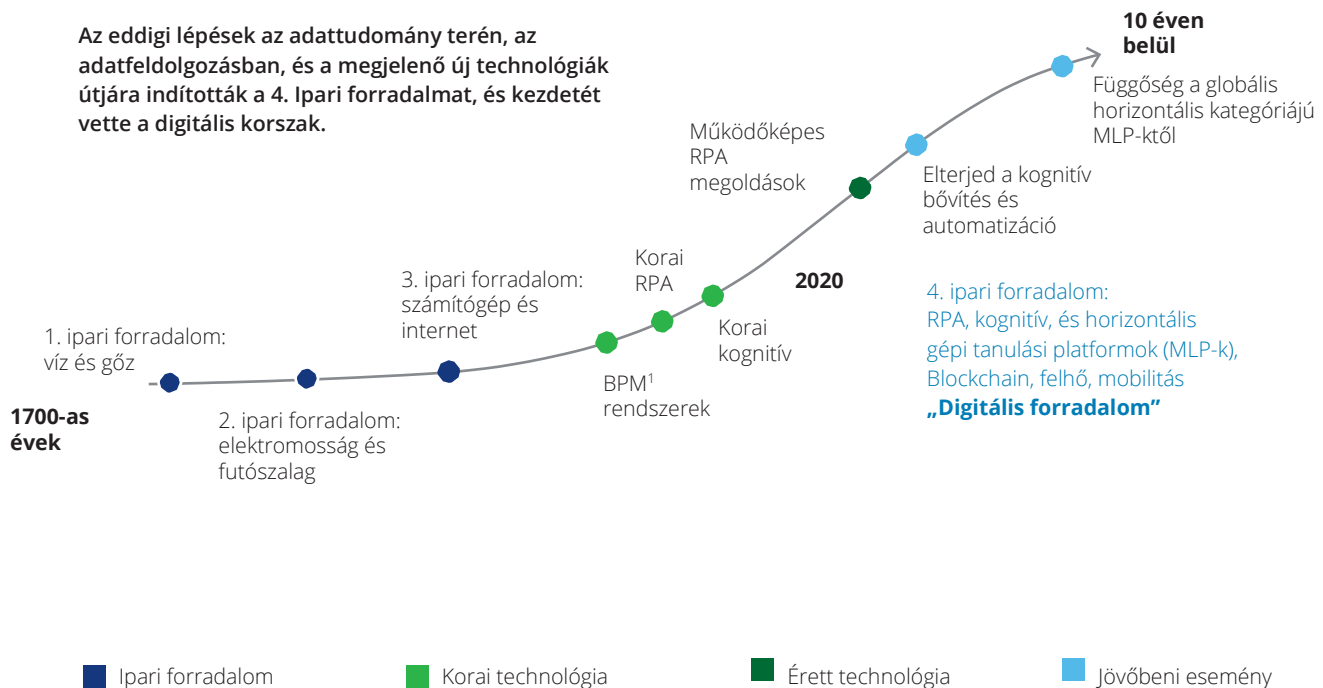 Az eddigi lépések az adattudomány terén, az
adatfeldolgozásban, és a megjelenő új technológiák
útjára indították a 4. Ipari forradalmat, és kezdetét
vette a digitális korszak.
1700-as
évek
1. ipari forradalom:
víz és gőz
2. ipari forradalom:
elektromosság és
futószalag
3. ipari forradalom:
számítógép és
internet
BPM¹
rendszerek
Korai
RPA
Korai
kognitív
Működőképes
RPA
megoldások
2020
Elterjed a kognitív
bővítés és
automatizáció
10 éven
belül
Függőség a globális
horizontális kategóriájú
MLP-ktől
4. ipari forradalom:
RPA, kognitív, és horizontális
gépi tanulási platformok (MLP-k),
Blockchain, felhő, mobilitás
„Digitális forradalom”
Ipari forradalom
Korai technológia
Érett technológia
Jövőbeni esemény